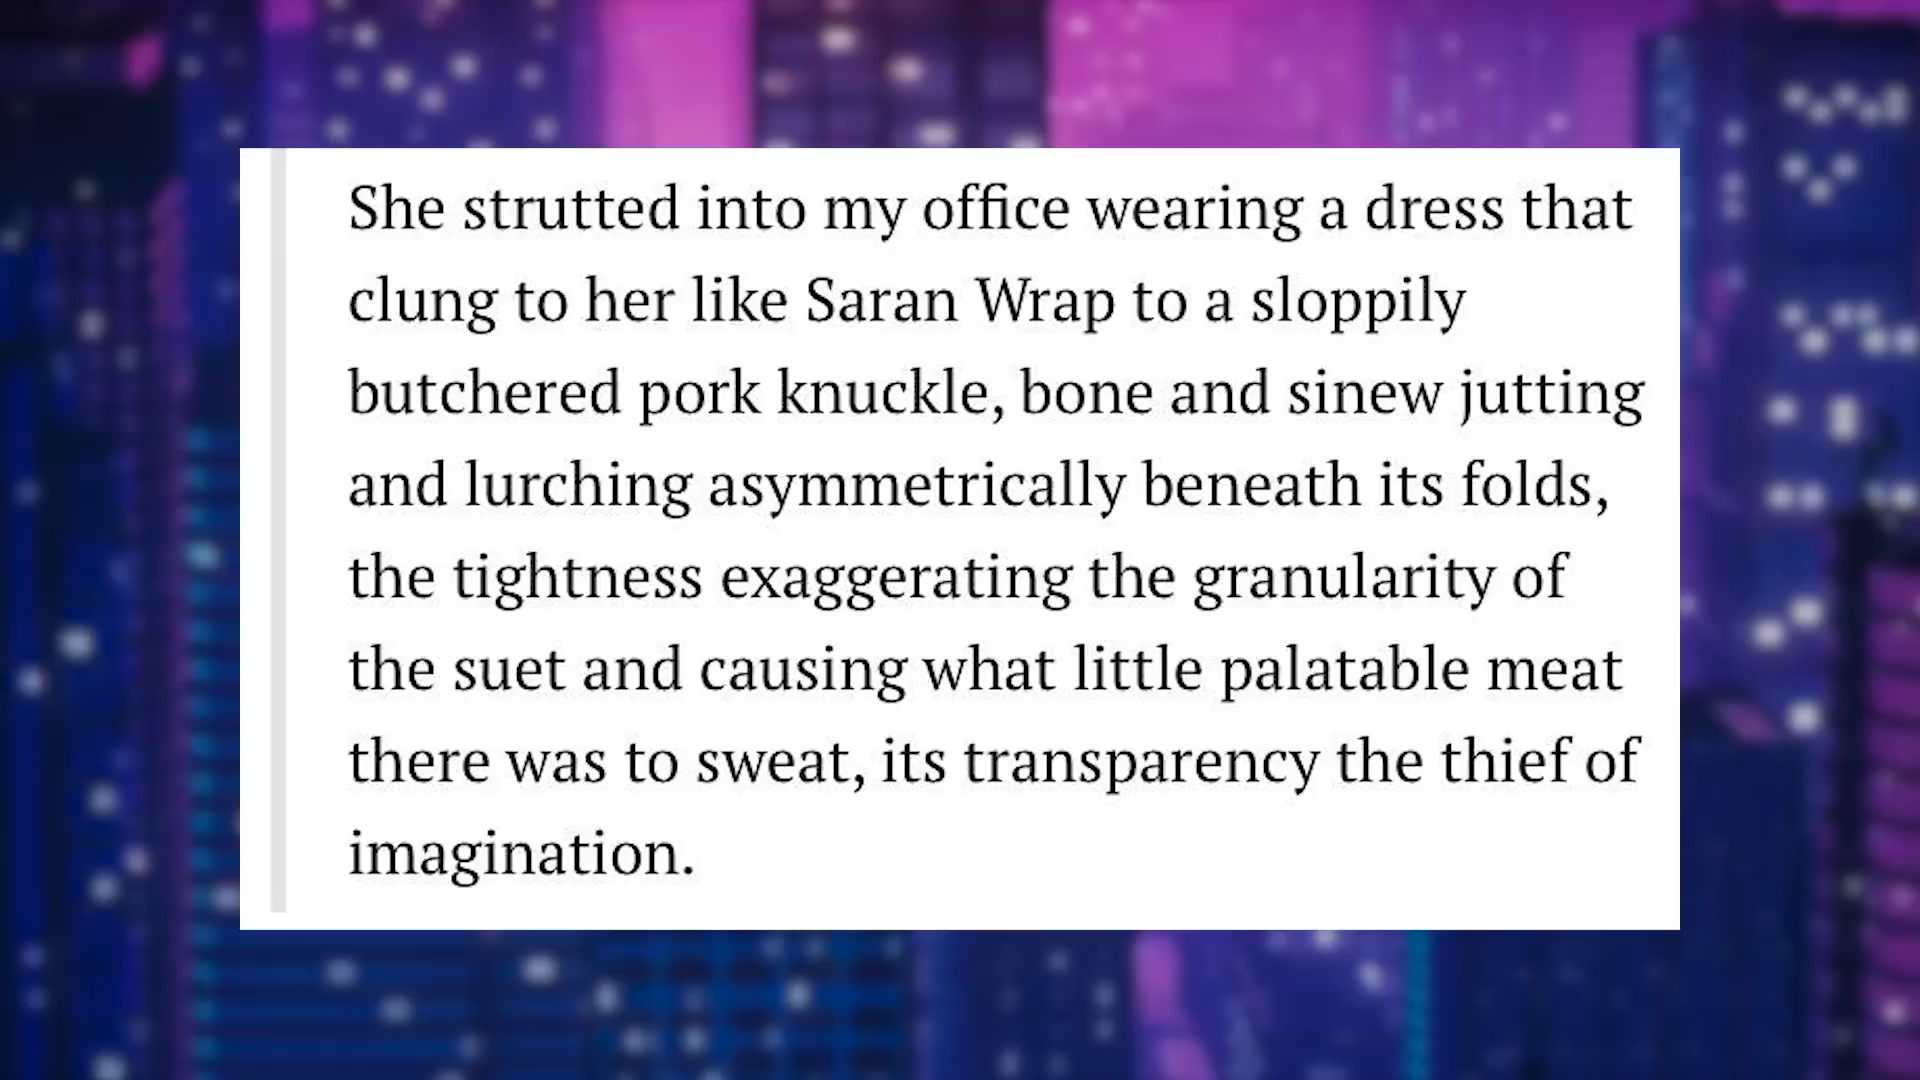 She strutted into my office wearing a dress that
clung to her like Saran Wrap to a sloppily
butchered pork knuckle, bone and sinew jutting
and lurching asymmetrically beneath its folds,
the tightness exaggerating the granularity of
the suet and causing what little palatable meat
there was to sweat, its transparency the thief of
imagination.